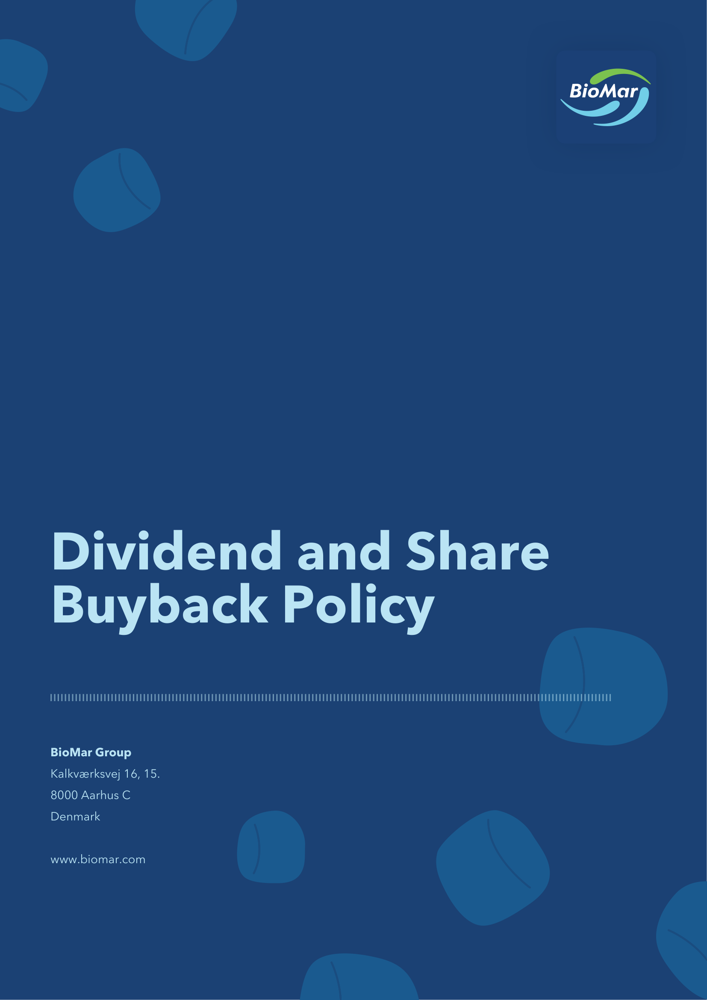 BioMar
Dividend and Share
Buyback Policy
BioMar Group
Kalkværksvej 16, 15.
8000 Aarhus C
Denmark
www.biomar.com